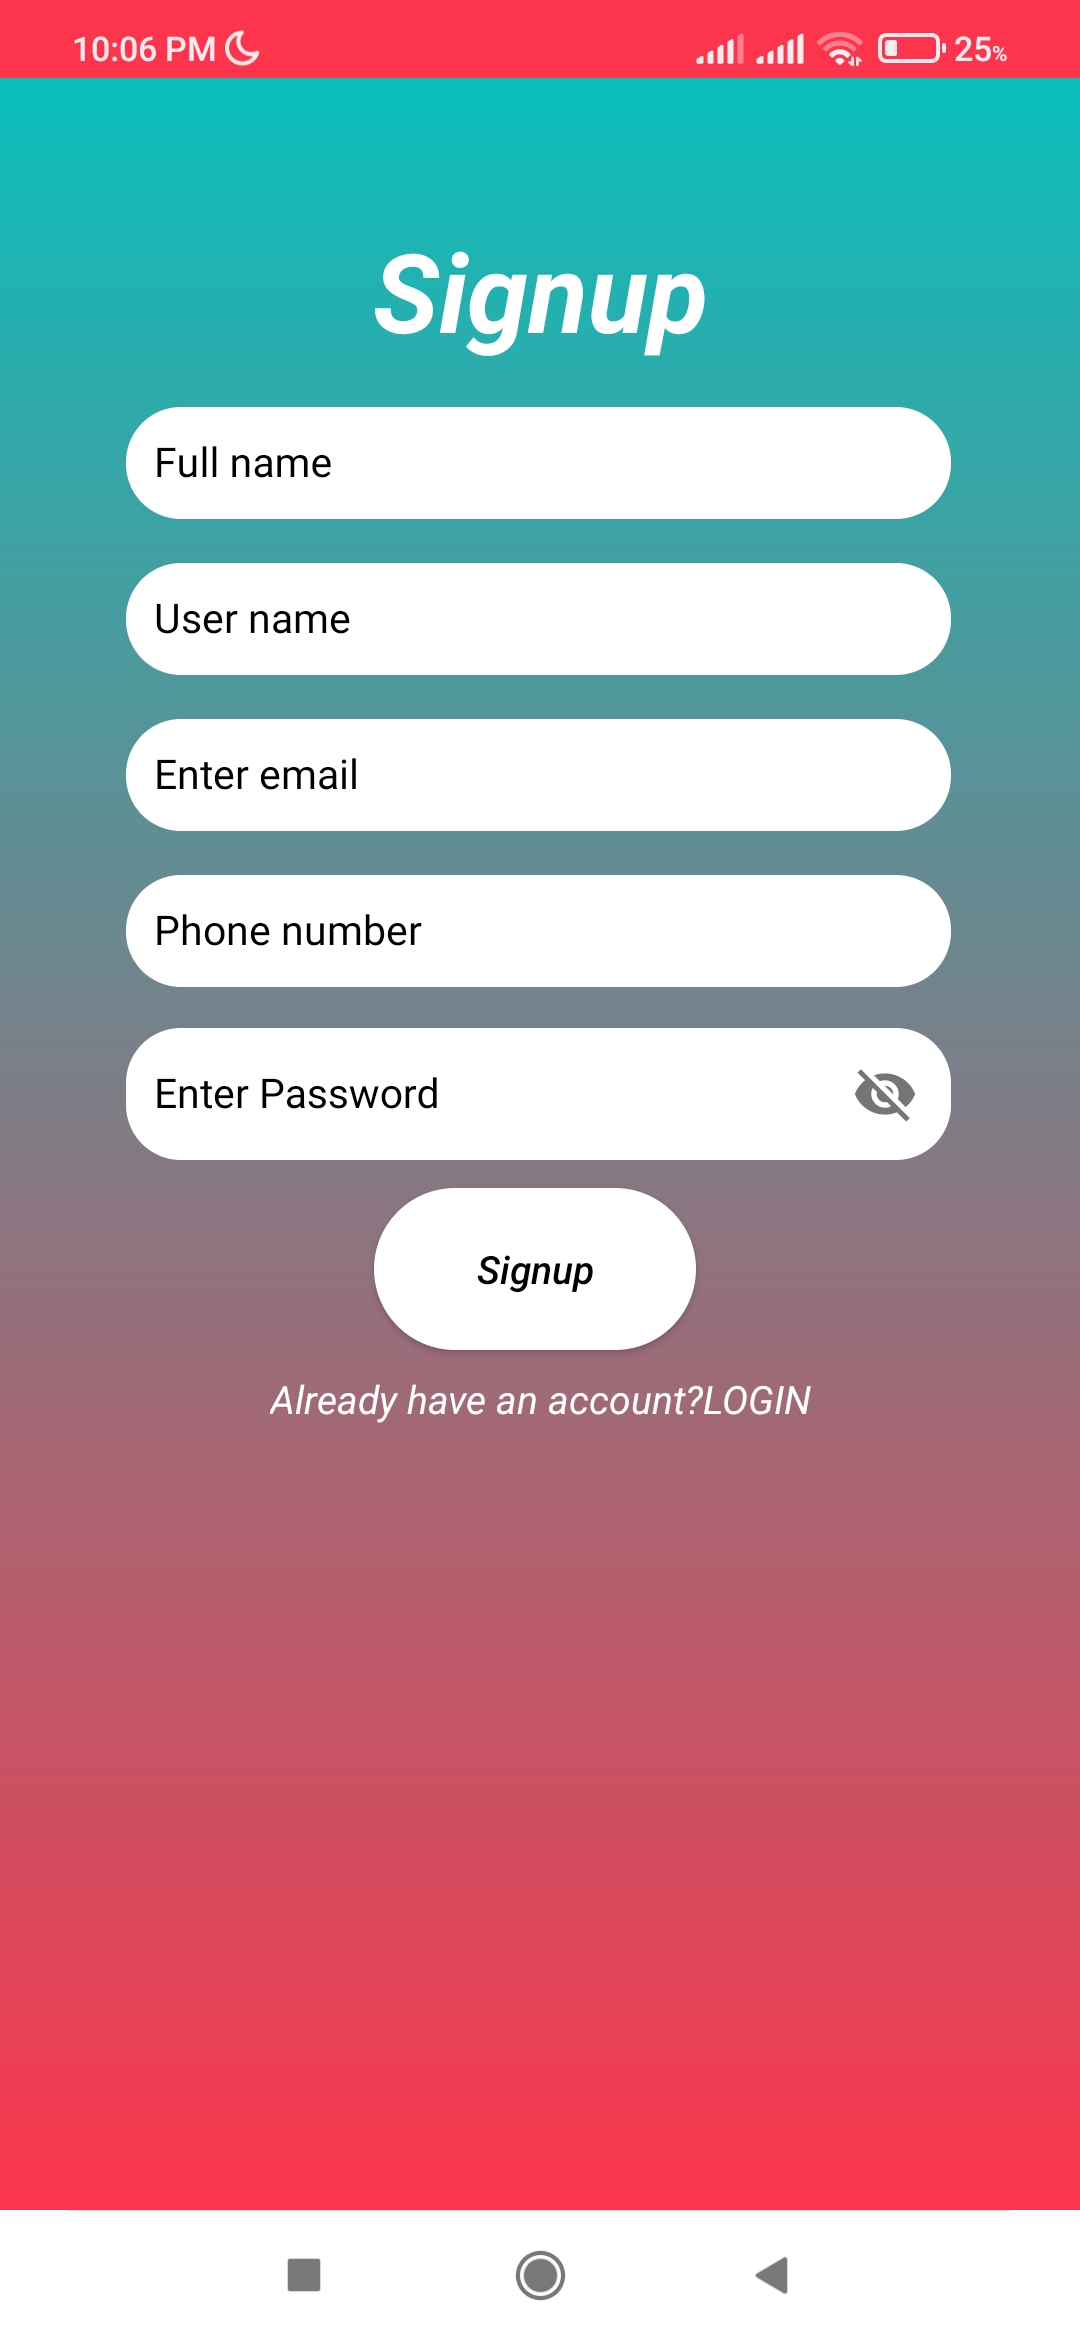 10:06 PM 25%
Signup
Full name
User name
Enter email
Phone number
Enter Password
Signup
Already have an account?LOGIN